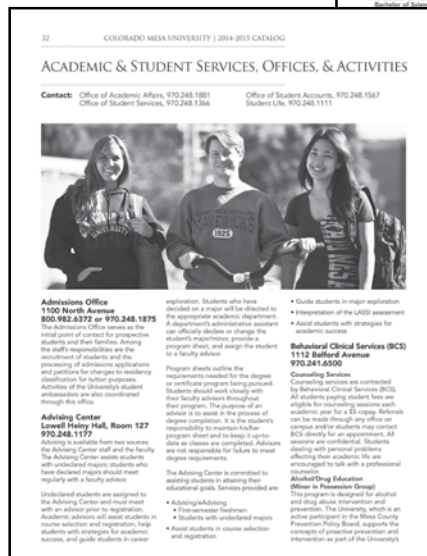 Bachelor of Scien
32 COLORADO MESA UNIVERSITY | 2014-2015 CATALOG
ACADEMIC & STUDENT SERVICES, OFFICES, & ACTIVITIES
Contact: Office of Academic Affairs, 970.248.1881
Office of Student Services, 970.248.1366
Office of Student Accounts, 970.248.1567
Student Life, 970.248.1111
UNIVERSITY
MAVERICKS
1925
Admissions Office
1100 North Avenue
800.982.6372 or 970.248.1875
The Admissions Office serves as the
initial point of contact for prospective
students and their families. Among
the staff's responsibilities are the
recruitment of students and the
processing of admissions applications
and petitions for changes to residency
classification for tuition purposes.
Activities of the University's student
ambassadors are also coordinated
through this office.
Advising Center
Lowell Heiny Hall, Room 127
970.248.1177
Advising is available from two sources:
the Advising Center staff and the faculty.
The Advising Center assists students
with undeclared majors; students who
have declared majors should meet
regularly with a faculty advisor.
Undeclared students are assigned to
the Advising Center and must meet
with an advisor prior to registration.
Academic advisors will assist students in
course selection and registration, help
students with strategies for academic
success, and guide students in career
exploration. Students who have
decided on a major will be directed to
the appropriate academic department.
A department's administrative assistant
can officially declare or change the
student's major/minor, provide a
program sheet, and assign the student
to a faculty advisor.
Program sheets outline the
requirements needed for the degree
or certificate program being pursued.
Students should work closely with
their faculty advisors throughout
their program. The purpose of an
advisor is to assist in the process of
degree completion. It is the student's
responsibility to maintain his/her
program sheet and to keep it up-to-
date as classes are completed. Advisors
are not responsible for failure to meet
degree requirements.
The Advising Center is committed to
assisting students in attaining their
educational goals. Services provided are:
• Advising/eAdvising
• First-semester freshmen
• Students with undeclared majors
• Assist students in course selection
and registration
• Guide students in major exploration
• Interpretation of the LASSI assessment
• Assist students with strategies for
academic success
Behavioral Clinical Services (BCS)
1112 Belford Avenue
970.241.6500
Counseling Services
Counseling services are contracted
by Behavioral Clinical Services (BCS).
All students paying student fees are
eligible for counseling sessions each
academic year for a $5 copay. Referrals
can be made through any office on
campus and/or students may contact
BCS directly for an appointment. All
sessions are confidential. Students
dealing with personal problems
affecting their academic life are
encouraged to talk with a professional
counselor.
Alcohol/Drug Education
(Minor in Possession Group)
This program is designed for alcohol
and drug abuse intervention and
prevention. The University, which is an
active participant in the Mesa County
Prevention Policy Board, supports the
concepts of proactive prevention and
intervention as part of the University's